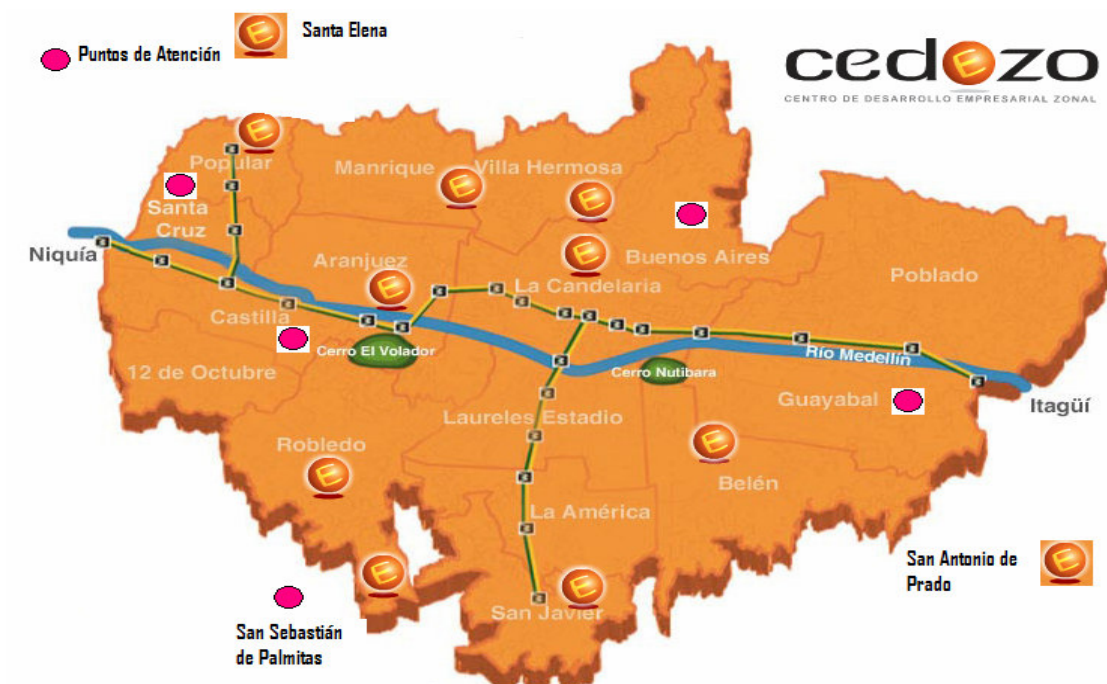 Santa Elena
Puntos de Atención
cedezo
CENTRO DE DESARROLLO EMPRESARIAL ZONAL
Popular
Manrique
Villa Hermosa
Santa
Cruz
Niquía
Aranjuez
Buenos Aires
Poblado
La Candelaria
Castilla
Cerro El Volador
Río Medellín
12 de Octubre
Cerro Nutibara
Guayabal
Itagüí
Laureles Estadio
Robledo
Belén
La América
San Antonio de
Prado
San Javier
San Sebastián
de Palmitas